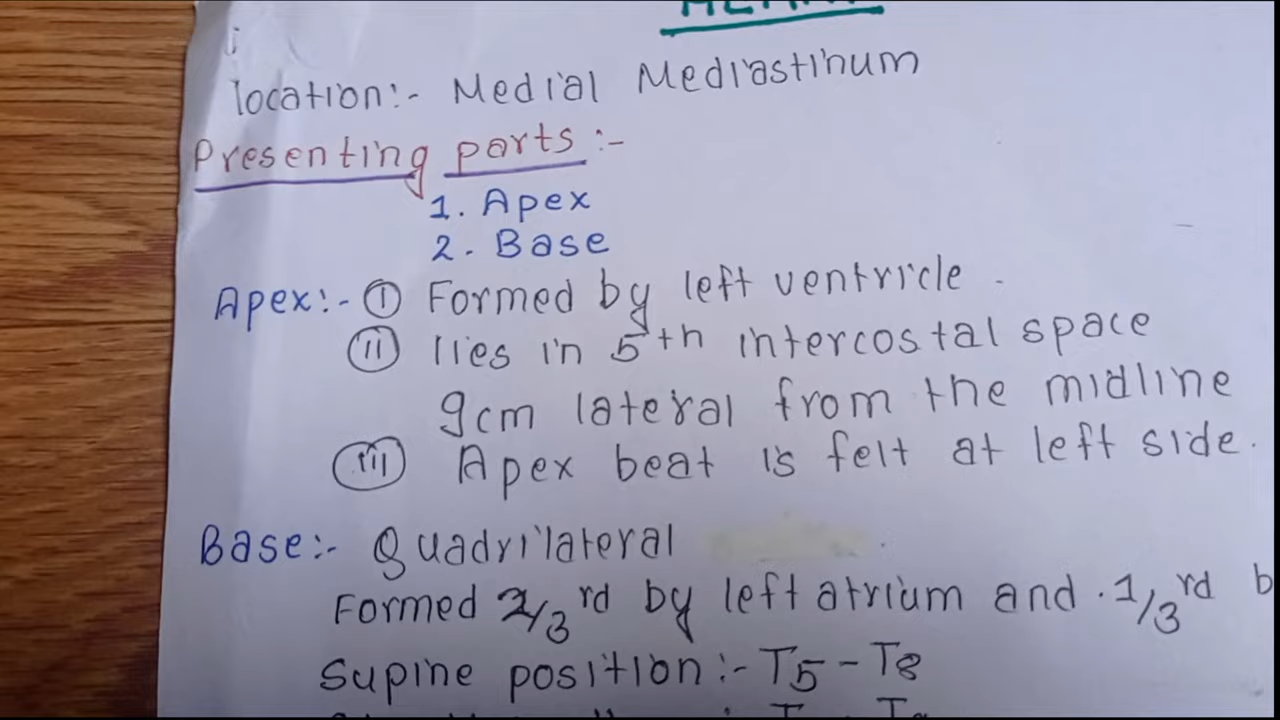 location:- Medial Mediastinum
Presenting parts :-
1. Apex
2. Base
Apex:- (i) Formed by left ventricle.
(ii) lies in 5th intercostal space
9cm lateral from the midline
(iii) Apex beat is felt at left side.
Base:- Quadrilateral
Formed 2/3rd by left atrium and 1/3rd b
Supine position:- T5-T8